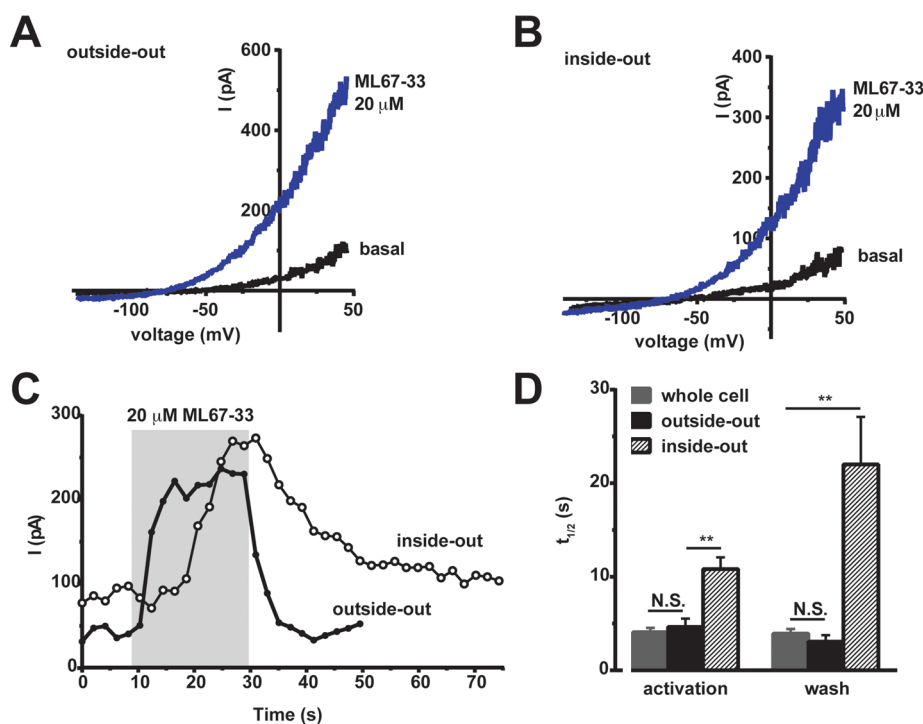 A
outside-out
600
I (pA)
400
200
ML67-33
20 μM
basal
-100
-50
50
voltage (mV)
B
inside-out
400
I (pA)
300
200
100
ML67-33
20 μM
basal
-100
-50
0
50
voltage (mV)
C
20 μM ML67-33
300
200
100
0
I (pA)
inside-out
outside-out
0
10
20
30
40
50
60
70
Time (s)
D
30
20
10
0
t1/2 (s)
whole cell
outside-out
inside-out
N.S.
**
N.S.
**
activation
wash